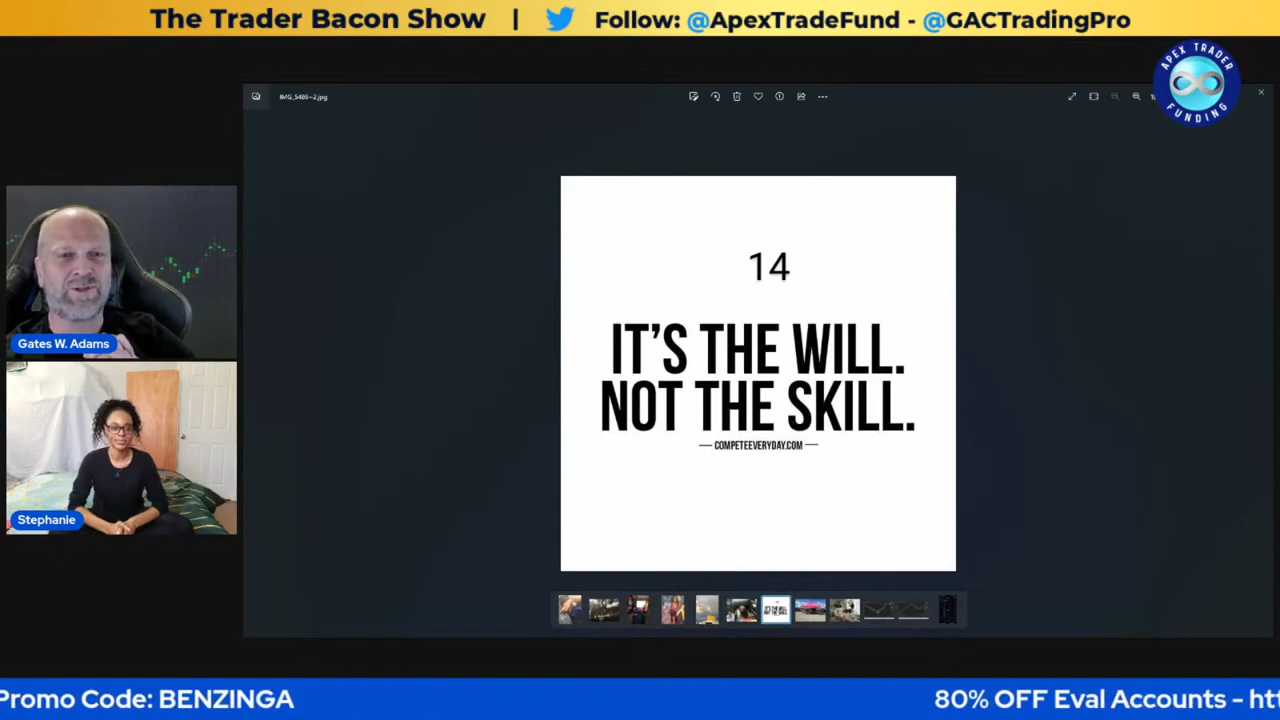 The Trader Bacon Show | Follow: @ApexTradeFund - @GACTradingPro
APEX TRADER
FUNDING
14
IT'S THE WILL.
NOT THE SKILL.
— COMPETEEVERYDAY.COM —
Gates W. Adams
Stephanie
Promo Code: BENZINGA
80% OFF Eval Accounts - htt